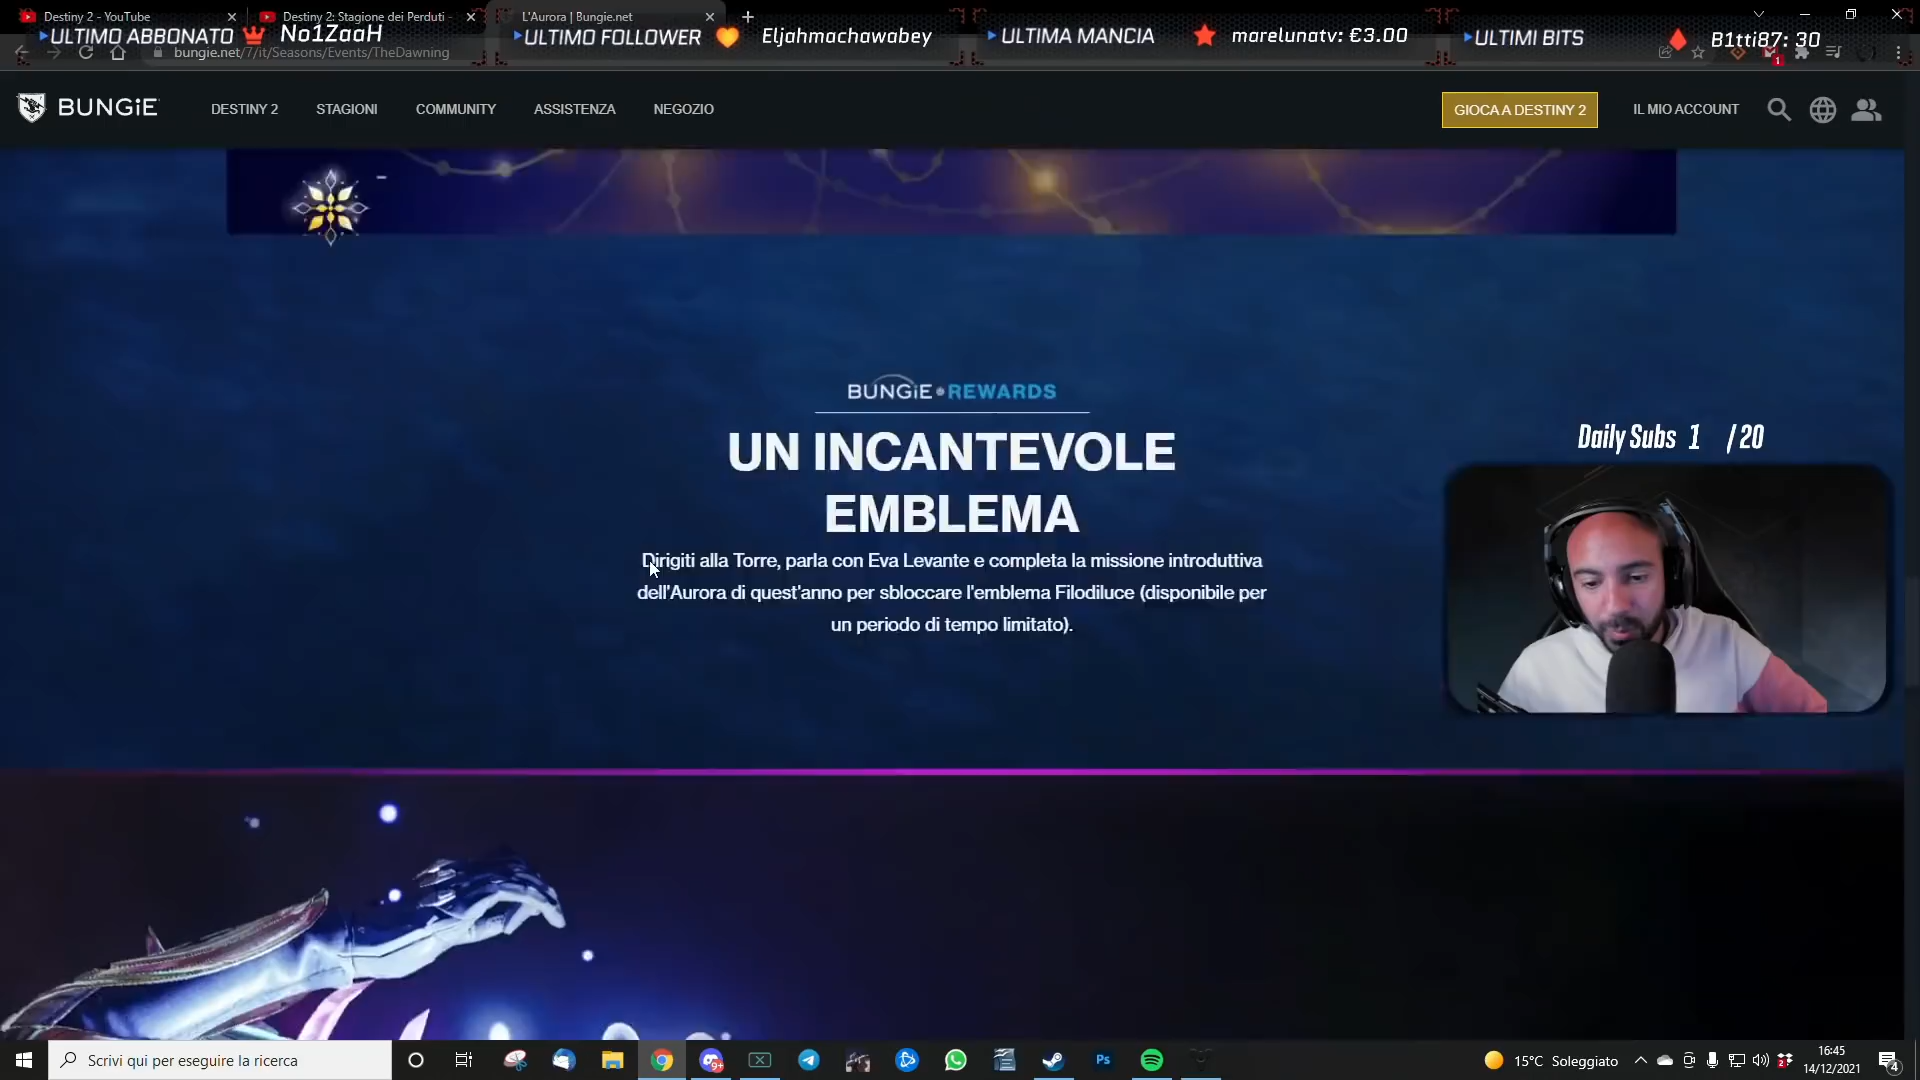 Destiny 2 - YouTube
Destiny 2: Stagione dei Perduti -
L'Aurora | Bungie.net
ULTIMO ABBONATO No1ZaaH
ULTIMO FOLLOWER Eljahmachawabey
ULTIMA MANCIA marelunatv: €3.00
ULTIMI BITS B1tti87: 30
bungie.net/7/it/Seasons/Events/TheDawning
1
BUNGiE
DESTINY 2
STAGIONI
COMMUNITY
ASSISTENZA
NEGOZIO
GIOCA A DESTINY 2
IL MIO ACCOUNT
BUNGiE REWARDS
UN INCANTEVOLE
EMBLEMA
Dirigiti alla Torre, parla con Eva Levante e completa la missione introduttiva
dell'Aurora di quest'anno per sbloccare l'emblema Filodiluce (disponibile per
un periodo di tempo limitato).
Daily Subs 1 /20
Scrivi qui per eseguire la ricerca
9+
Ps
15°C Soleggiato
16:45
14/12/2021
4